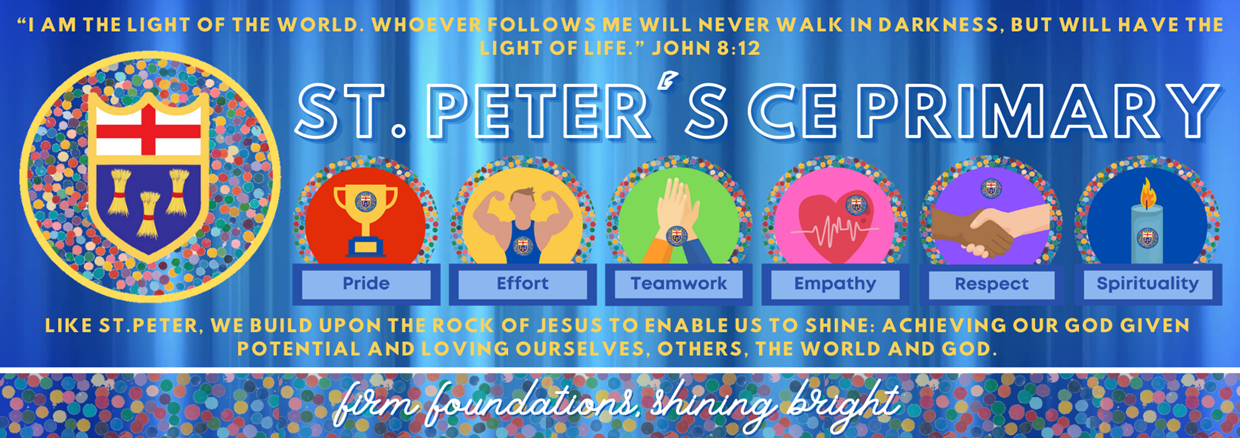 “I AM THE LIGHT OF THE WORLD. WHOEVER FOLLOWS ME WILL NEVER WALK IN DARKNESS, BUT WILL HAVE THE
LIGHT OF LIFE.” JOHN 8:12
ST. PETER'S CE PRIMARY
Pride
Effort
Teamwork
Empathy
Respect
Spirituality
LIKE ST.PETER, WE BUILD UPON THE ROCK OF JESUS TO ENABLE US TO SHINE: ACHIEVING OUR GOD GIVEN
POTENTIAL AND LOVING OURSELVES, OTHERS, THE WORLD AND GOD.
firm foundations, shining bright